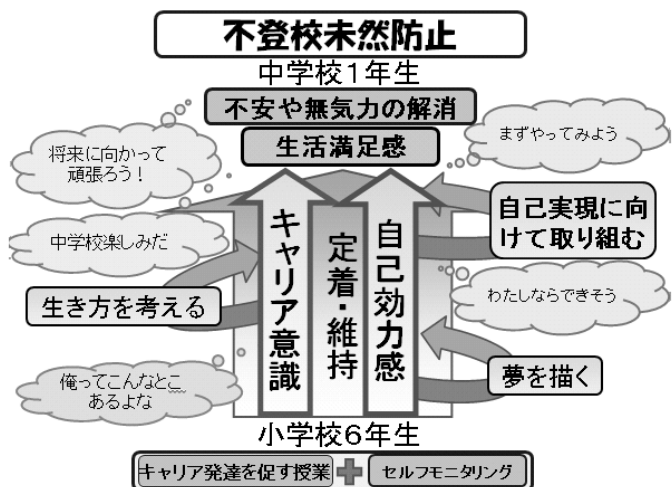 不登校未然防止
中学校1年生
不安や無気力の解消
生活満足感
将来に向かって
頑張ろう!
まずやってみよう
中学校楽しみだ
自己実現に向
けて取り組む
生き方を考える
わたしならできそう
キャリア意識
定着・維持
自己効力感
俺ってこんなとこ
あるよな
夢を描く
小学校6年生
キャリア発達を促す授業
セルフモニタリング